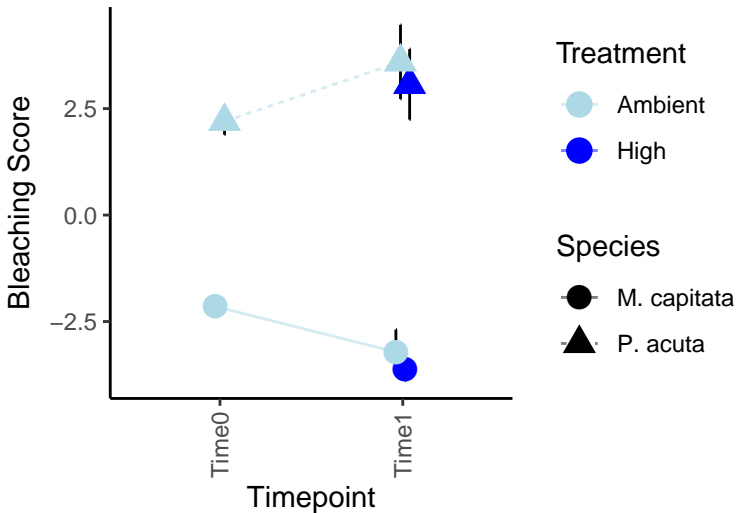 Bleaching Score
2.5
0.0
−2.5
Time0
Time1
Timepoint
Treatment
Ambient
High
Species
M. capitata
P. acuta